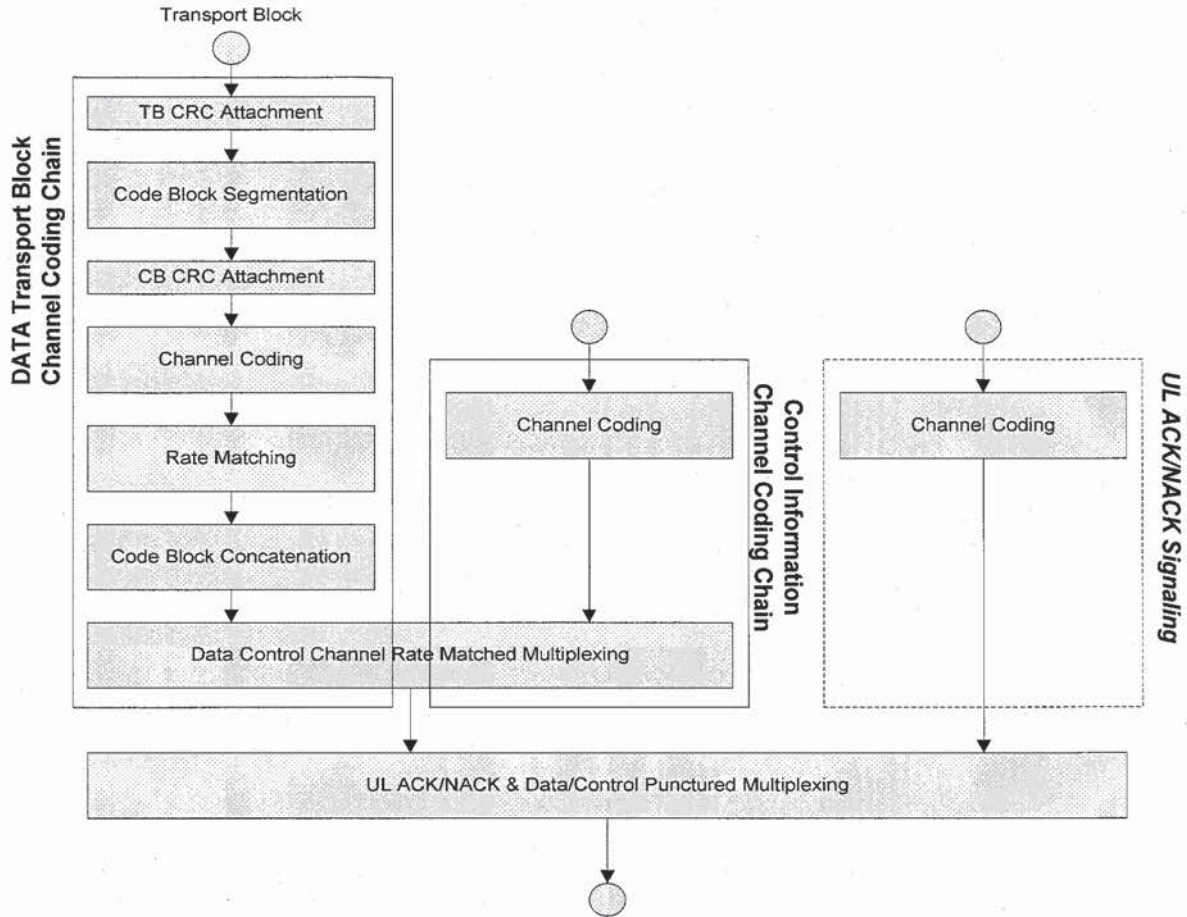 Transport Block
DATA Transport Block
Channel Coding Chain
TB CRC Attachment
Code Block Segmentation
CB CRC Attachment
Channel Coding
Rate Matching
Code Block Concatenation
Channel Coding
Control Information
Channel Coding Chain
Channel Coding
UL ACK/NACK Signaling
Data Control Channel Rate Matched Multiplexing
UL ACK/NACK & Data/Control Punctured Multiplexing